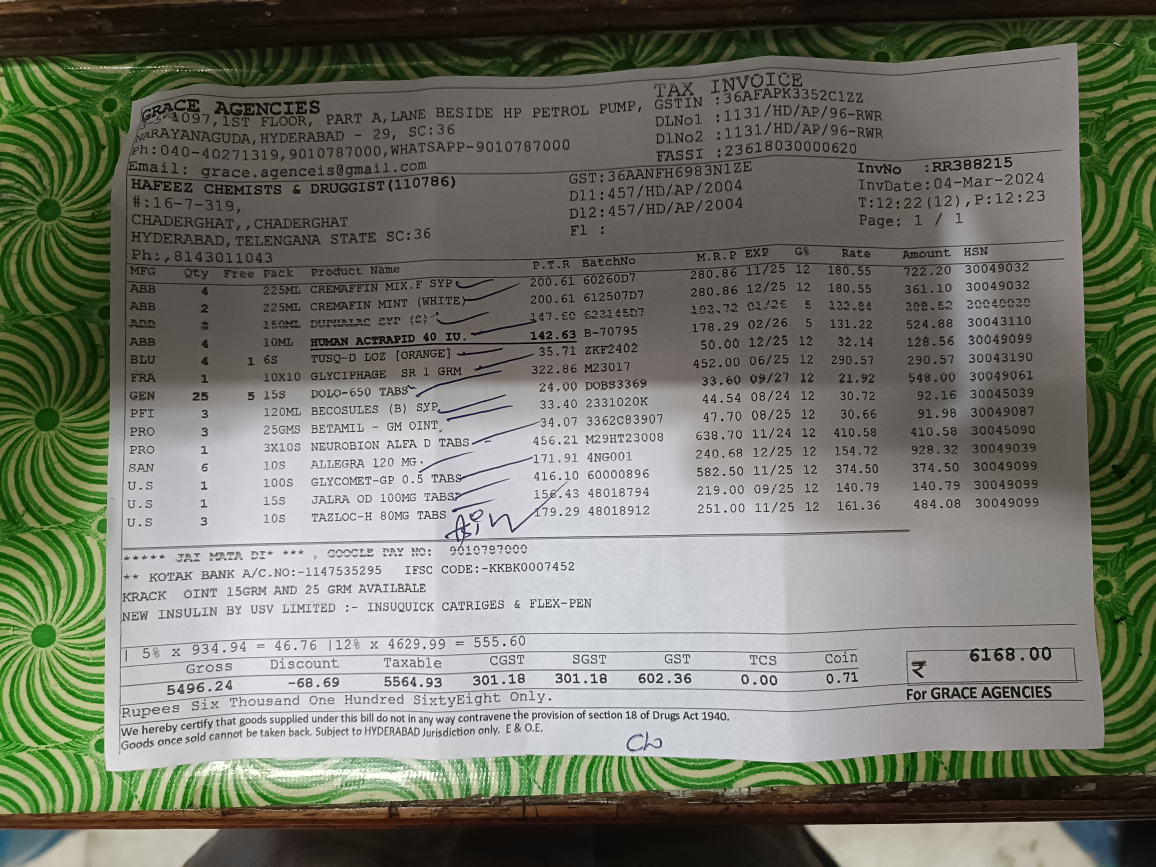 GRACE AGENCIES
4097,1ST FLOOR, PART A,LANE BESIDE HP PETROL PUMP,
NARAYANAGUDA,HYDERABAD - 29, SC:36
Ph:040-40271319,9010787000,WHATSAPP-9010787000
Email: grace.agenceis@gmail.com
TAX INVOICE
GSTIN :36AFAPK3352C1ZZ
DLNo1 :1131/HD/AP/96-RWR
DLNo2 :1131/HD/AP/96-RWR
FASSI :23618030000620
HAFEEZ CHEMISTS & DRUGGIST(110786)
#:16-7-319,
CHADERGHAT,,CHADERGHAT
HYDERABAD,TELENGANA STATE SC:36
Ph:,8143011043
GST:36AANFH6983N1ZE
Dl1:457/HD/AP/2004
Dl2:457/HD/AP/2004
Fl :
InvNo :RR388215
InvDate:04-Mar-2024
T:12:22(12),P:12:23
Page: 1 / 1
MFG Qty Free Pack Product Name P.T.R BatchNo M.R.P EXP G% Rate Amount HSN
ABB 4 225ML CREMAFFIN MIX.F SYP 200.61 60260D7 280.86 11/25 12 180.55 722.20 30049032
ABB 2 225ML CREMAFIN MINT (WHITE) 200.61 612507D7 280.86 12/25 12 180.55 361.10 30049032
150ML SYP 5
ABB 4 10ML HUMAN ACTRAPID 40 IU. 142.63 B-70795 178.29 02/26 5 131.22 524.88 30043110
BLU 4 1 6S TUSQ-D LOZ [ORANGE] 35.71 ZKF2402 50.00 12/25 12 32.14 128.56 30049099
FRA 1 10X10 GLYCIPHAGE SR 1 GRM 322.86 M23017 452.00 06/25 12 290.57 290.57 30043190
GEN 25 5 15S DOLO-650 TABS 24.00 DOBS3369 33.60 09/27 12 21.92 548.00 30049061
PFI 3 120ML BECOSULES (B) SYP 33.40 2331020K 44.54 08/24 12 30.72 92.16 30045039
PRO 3 25GMS BETAMIL - GM OINT 34.07 3362C83907 47.70 08/25 12 30.66 91.98 30049087
PRO 1 3X10S NEUROBION ALFA D TABS 456.21 M29HT23008 638.70 11/24 12 410.58 410.58 30045090
SAN 6 10S ALLEGRA 120 MG. 171.91 4NG001 240.68 12/25 12 154.72 928.32 30049039
U.S 1 100S GLYCOMET-GP 0.5 TABS 416.10 60000896 582.50 11/25 12 374.50 374.50 30049099
U.S 1 15S JALRA OD 100MG TABS 156.43 48018794 219.00 09/25 12 140.79 140.79 30049099
U.S 3 10S TAZLOC-H 80MG TABS 179.29 48018912 251.00 11/25 12 161.36 484.08 30049099
***** JAI MATA DI* *** , GOOGLE PAY NO: 9010787000
** KOTAK BANK A/C.NO:-1147535295 IFSC CODE:-KKBK0007452
KRACK OINT 15GRM AND 25 GRM AVAILBALE
NEW INSULIN BY USV LIMITED :- INSUQUICK CATRIGES & FLEX-PEN
| 5% x 934.94 = 46.76 |12% x 4629.99 = 555.60
Gross Discount Taxable CGST SGST GST TCS Coin
5496.24 -68.69 5564.93 301.18 301.18 602.36 0.00 0.71
₹ 6168.00
Rupees Six Thousand One Hundred SixtyEight Only.
For GRACE AGENCIES
We hereby certify that goods supplied under this bill do not in any way contravene the provision of section 18 of Drugs Act 1940.
Goods once sold cannot be taken back. Subject to HYDERABAD Jurisdiction only. E & O.E.